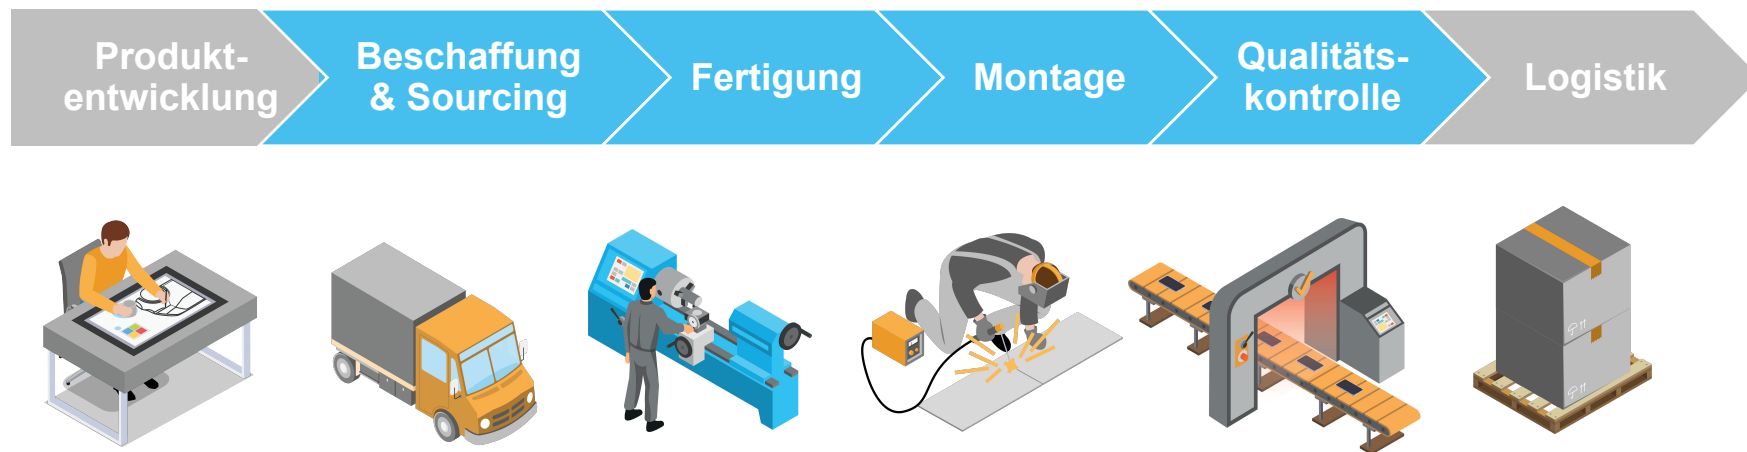 Produkt-
entwicklung
Beschaffung
& Sourcing
Fertigung
Montage
Qualitäts-
kontrolle
Logistik